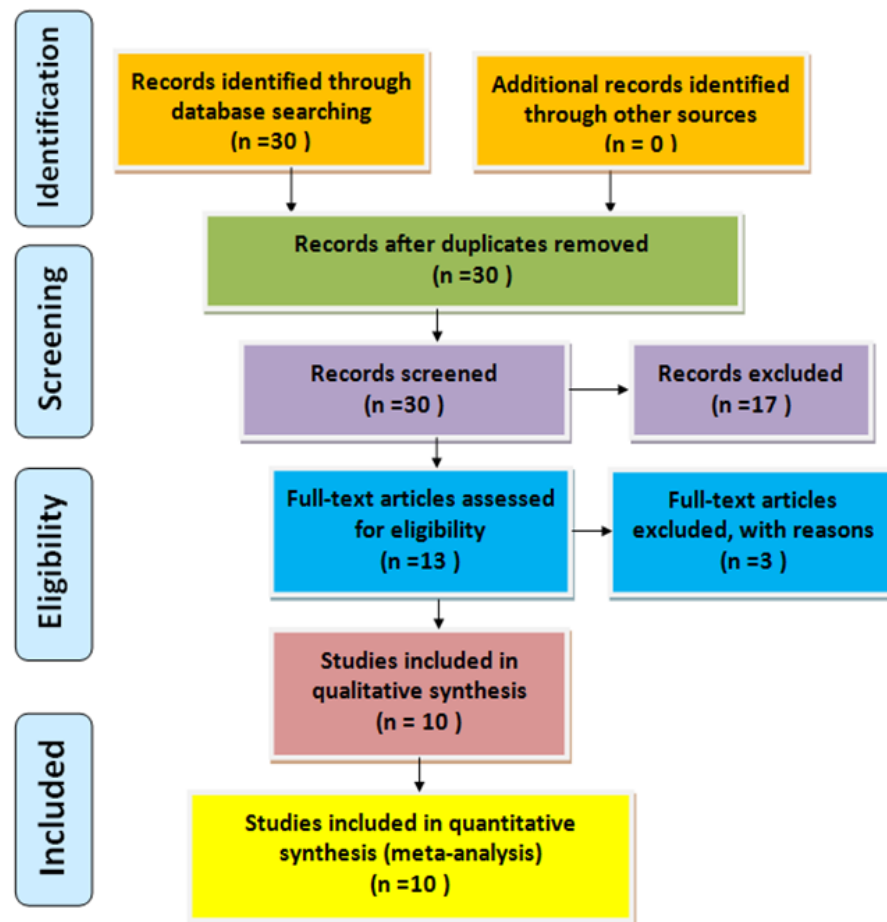 Identification
Records identified through
database searching
(n =30 )
Additional records identified
through other sources
(n = 0 )
Records after duplicates removed
(n =30 )
Screening
Records screened
(n =30 )
Records excluded
(n =17 )
Eligibility
Full-text articles assessed
for eligibility
(n =13 )
Full-text articles
excluded, with reasons
(n =3 )
Studies included in
qualitative synthesis
(n = 10 )
Included
Studies included in quantitative
synthesis (meta-analysis)
(n =10 )